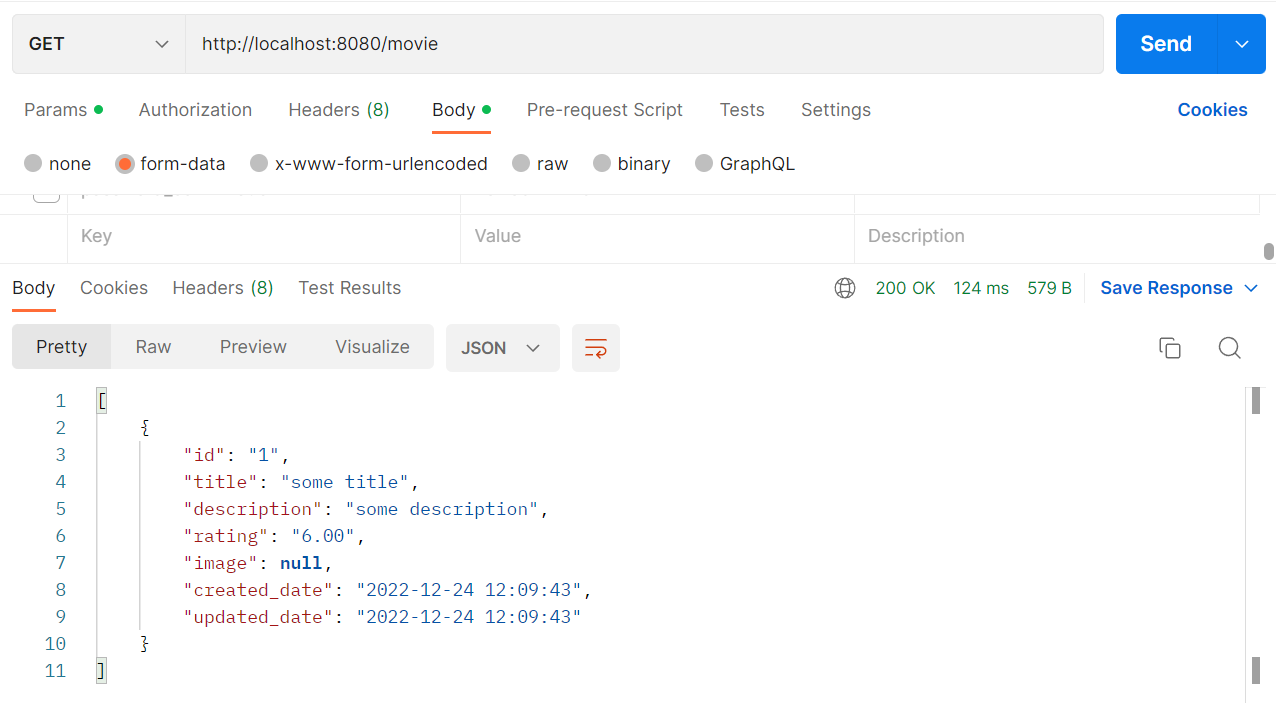 GET http://localhost:8080/movie Send
Params Authorization Headers (8) Body Pre-request Script Tests Settings Cookies
none form-data x-www-form-urlencoded raw binary GraphQL
Key Value Description
Body Cookies Headers (8) Test Results 200 OK 124 ms 579 B Save Response
Pretty Raw Preview Visualize JSON
1 [
2 {
3 "id": "1",
4 "title": "some title",
5 "description": "some description",
6 "rating": "6.00",
7 "image": null,
8 "created_date": "2022-12-24 12:09:43",
9 "updated_date": "2022-12-24 12:09:43"
10 }
11 ]